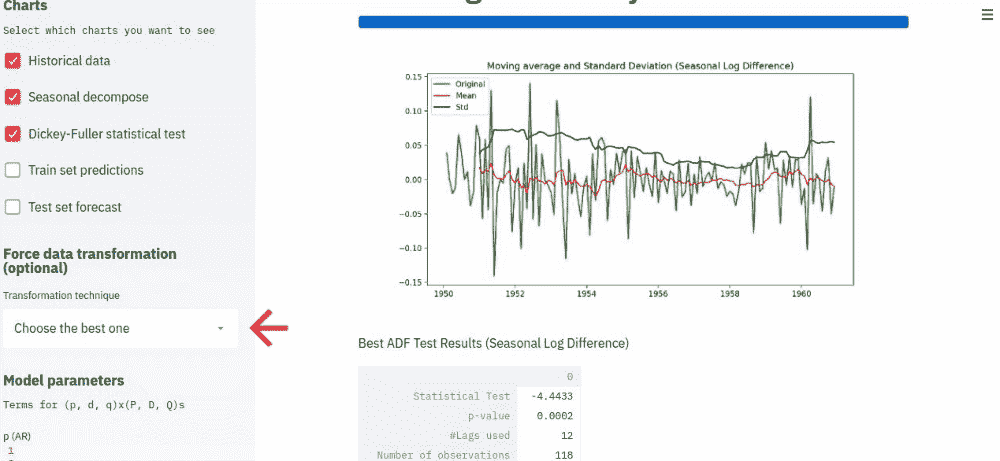 Charts
Select which charts you want to see
Historical data
Seasonal decompose
Dickey-Fuller statistical test
Train set predictions
Test set forecast
Force data transformation
(optional)
Transformation technique
Choose the best one
Model parameters
Terms for (p, d, q)x(P, D, Q)s
p (AR)
1
Moving average and Standard Deviation (Seasonal Log Difference)
Original
Mean
Std
0.15
0.10
0.05
0.00
−0.05
−0.10
−0.15
1950 1952 1954 1956 1958 1960
Best ADF Test Results (Seasonal Log Difference)
0
Statistical Test -4.4433
p-value 0.0002
#Lags used 12
Number of observations 118